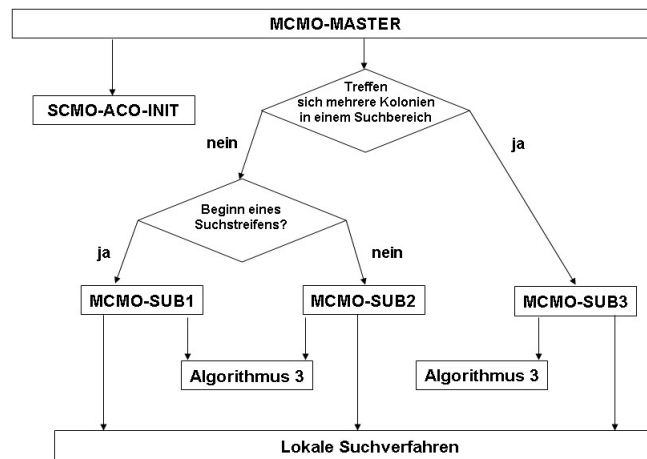 MCMO-MASTER
Treffen
sich mehrere Kolonien
in einem Suchbereich
SCMO-ACO-INIT
nein
ja
Beginn eines
Suchstreifens?
ja
nein
MCMO-SUB1
MCMO-SUB2
MCMO-SUB3
Algorithmus 3
Algorithmus 3
Lokale Suchverfahren